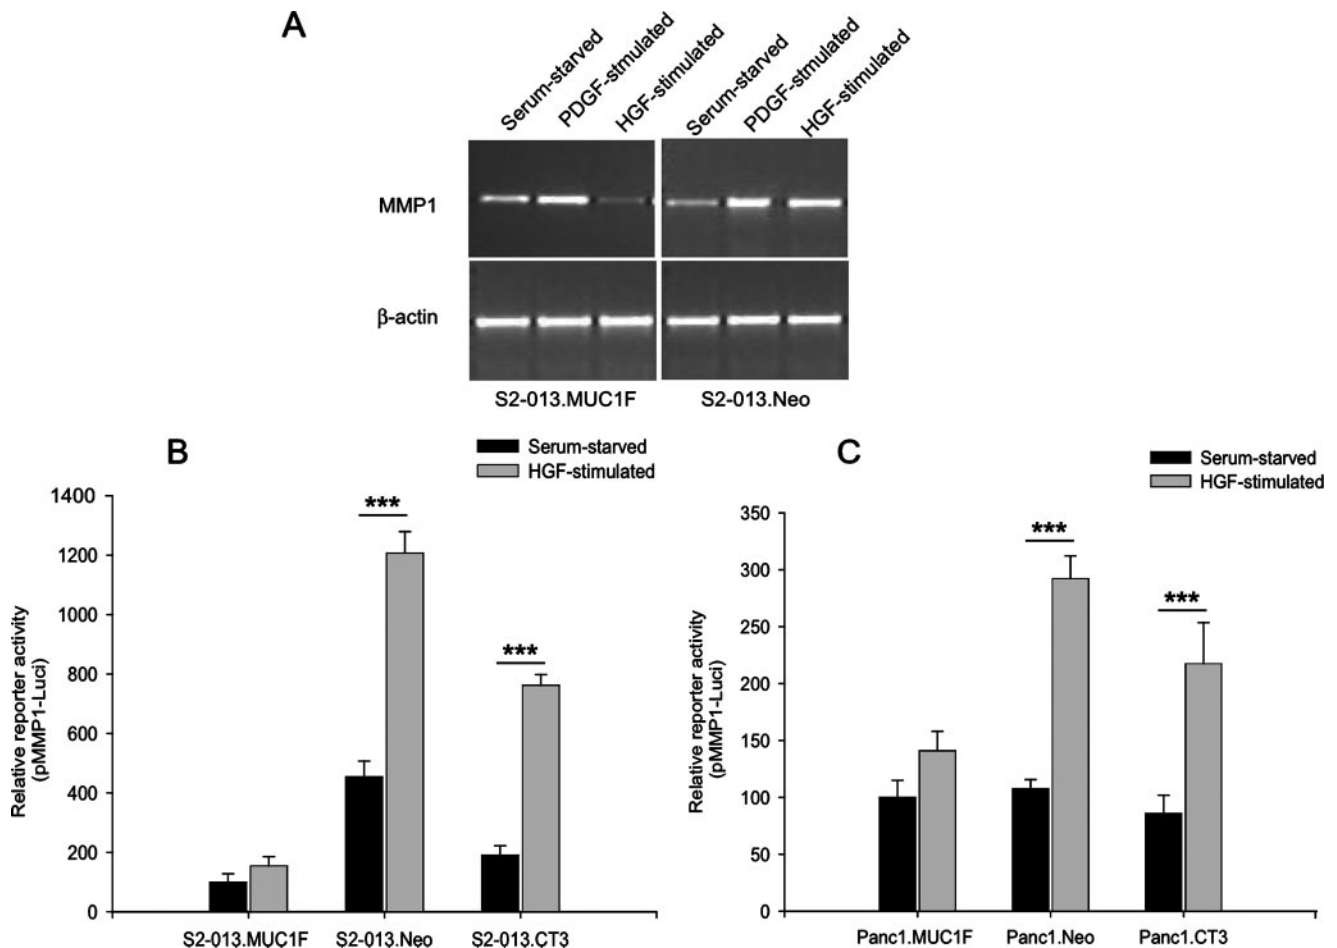 A
Serum-starved
PDGF-stmulated
HGF-stimulated
Serum-starved
PDGF-stmulated
HGF-stimulated
MMP1
β-actin
S2-013.MUC1F
S2-013.Neo
B
Serum-starved
HGF-stimulated
Relative reporter activity
(pMMP1-Luci)
1400
1200
1000
800
600
400
200
0
***
***
S2-013.MUC1F
S2-013.Neo
S2-013.CT3
C
Serum-starved
HGF-stimulated
Relative reporter activity
(pMMP1-Luci)
350
300
250
200
150
100
50
0
***
***
Panc1.MUC1F
Panc1.Neo
Panc1.CT3